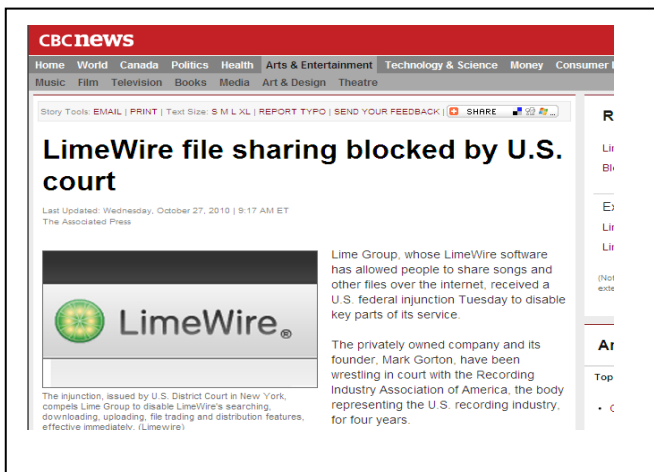 CBCnews
Home World Canada Politics Health Arts & Entertainment Technology & Science Money Consumer
Music Film Television Books Media Art & Design Theatre
Story Tools: EMAIL | PRINT | Text Size: S M L XL | REPORT TYPO | SEND YOUR FEEDBACK | SHARE
LimeWire file sharing blocked by U.S.
court
Last Updated: Wednesday, October 27, 2010 | 9:17 AM ET
The Associated Press
LimeWire®
The injunction, issued by U.S. District Court in New York,
compels Lime Group to disable LimeWire's searching,
downloading, uploading, file trading and distribution features,
effective immediately. (Limewire)
Lime Group, whose LimeWire software
has allowed people to share songs and
other files over the internet, received a
U.S. federal injunction Tuesday to disable
key parts of its service.
The privately owned company and its
founder, Mark Gorton, have been
wrestling in court with the Recording
Industry Association of America, the body
representing the U.S. recording industry,
for four years.
R
Li
Bl
E
Li
Li
(Not
exte
A
Top